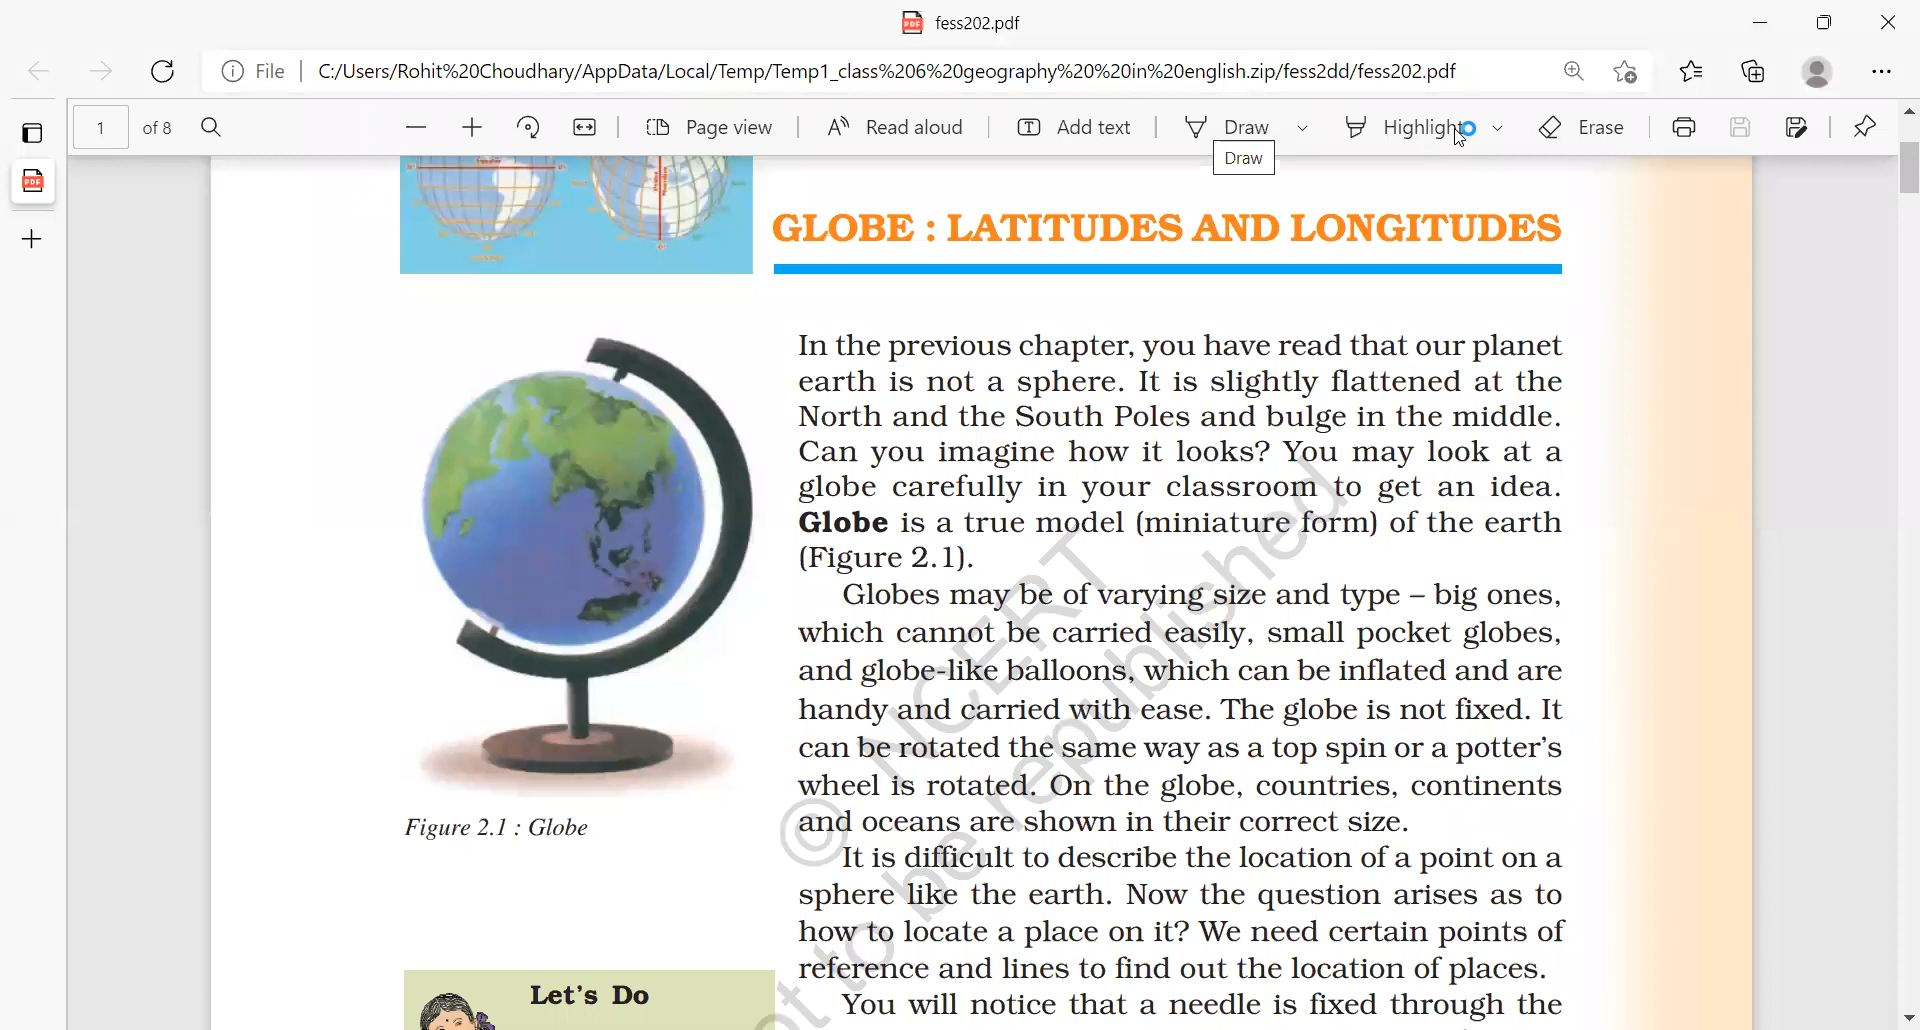 fess202.pdf
File
C:/Users/Rohit%20Choudhary/AppData/Local/Temp/Temp1_class%206%20geography%20%20in%20english.zip/fess2dd/fess202.pdf
1 of 8
Page view
Read aloud
Add text
Draw
Highlight
Erase
Draw
GLOBE : LATITUDES AND LONGITUDES
In the previous chapter, you have read that our planet
earth is not a sphere. It is slightly flattened at the
North and the South Poles and bulge in the middle.
Can you imagine how it looks? You may look at a
globe carefully in your classroom to get an idea.
Globe is a true model (miniature form) of the earth
(Figure 2.1).
Globes may be of varying size and type – big ones,
which cannot be carried easily, small pocket globes,
and globe-like balloons, which can be inflated and are
handy and carried with ease. The globe is not fixed. It
can be rotated the same way as a top spin or a potter's
wheel is rotated. On the globe, countries, continents
and oceans are shown in their correct size.
It is difficult to describe the location of a point on a
sphere like the earth. Now the question arises as to
how to locate a place on it? We need certain points of
reference and lines to find out the location of places.
You will notice that a needle is fixed through the
Figure 2.1 : Globe
Let's Do
© NCERT
not to be republished